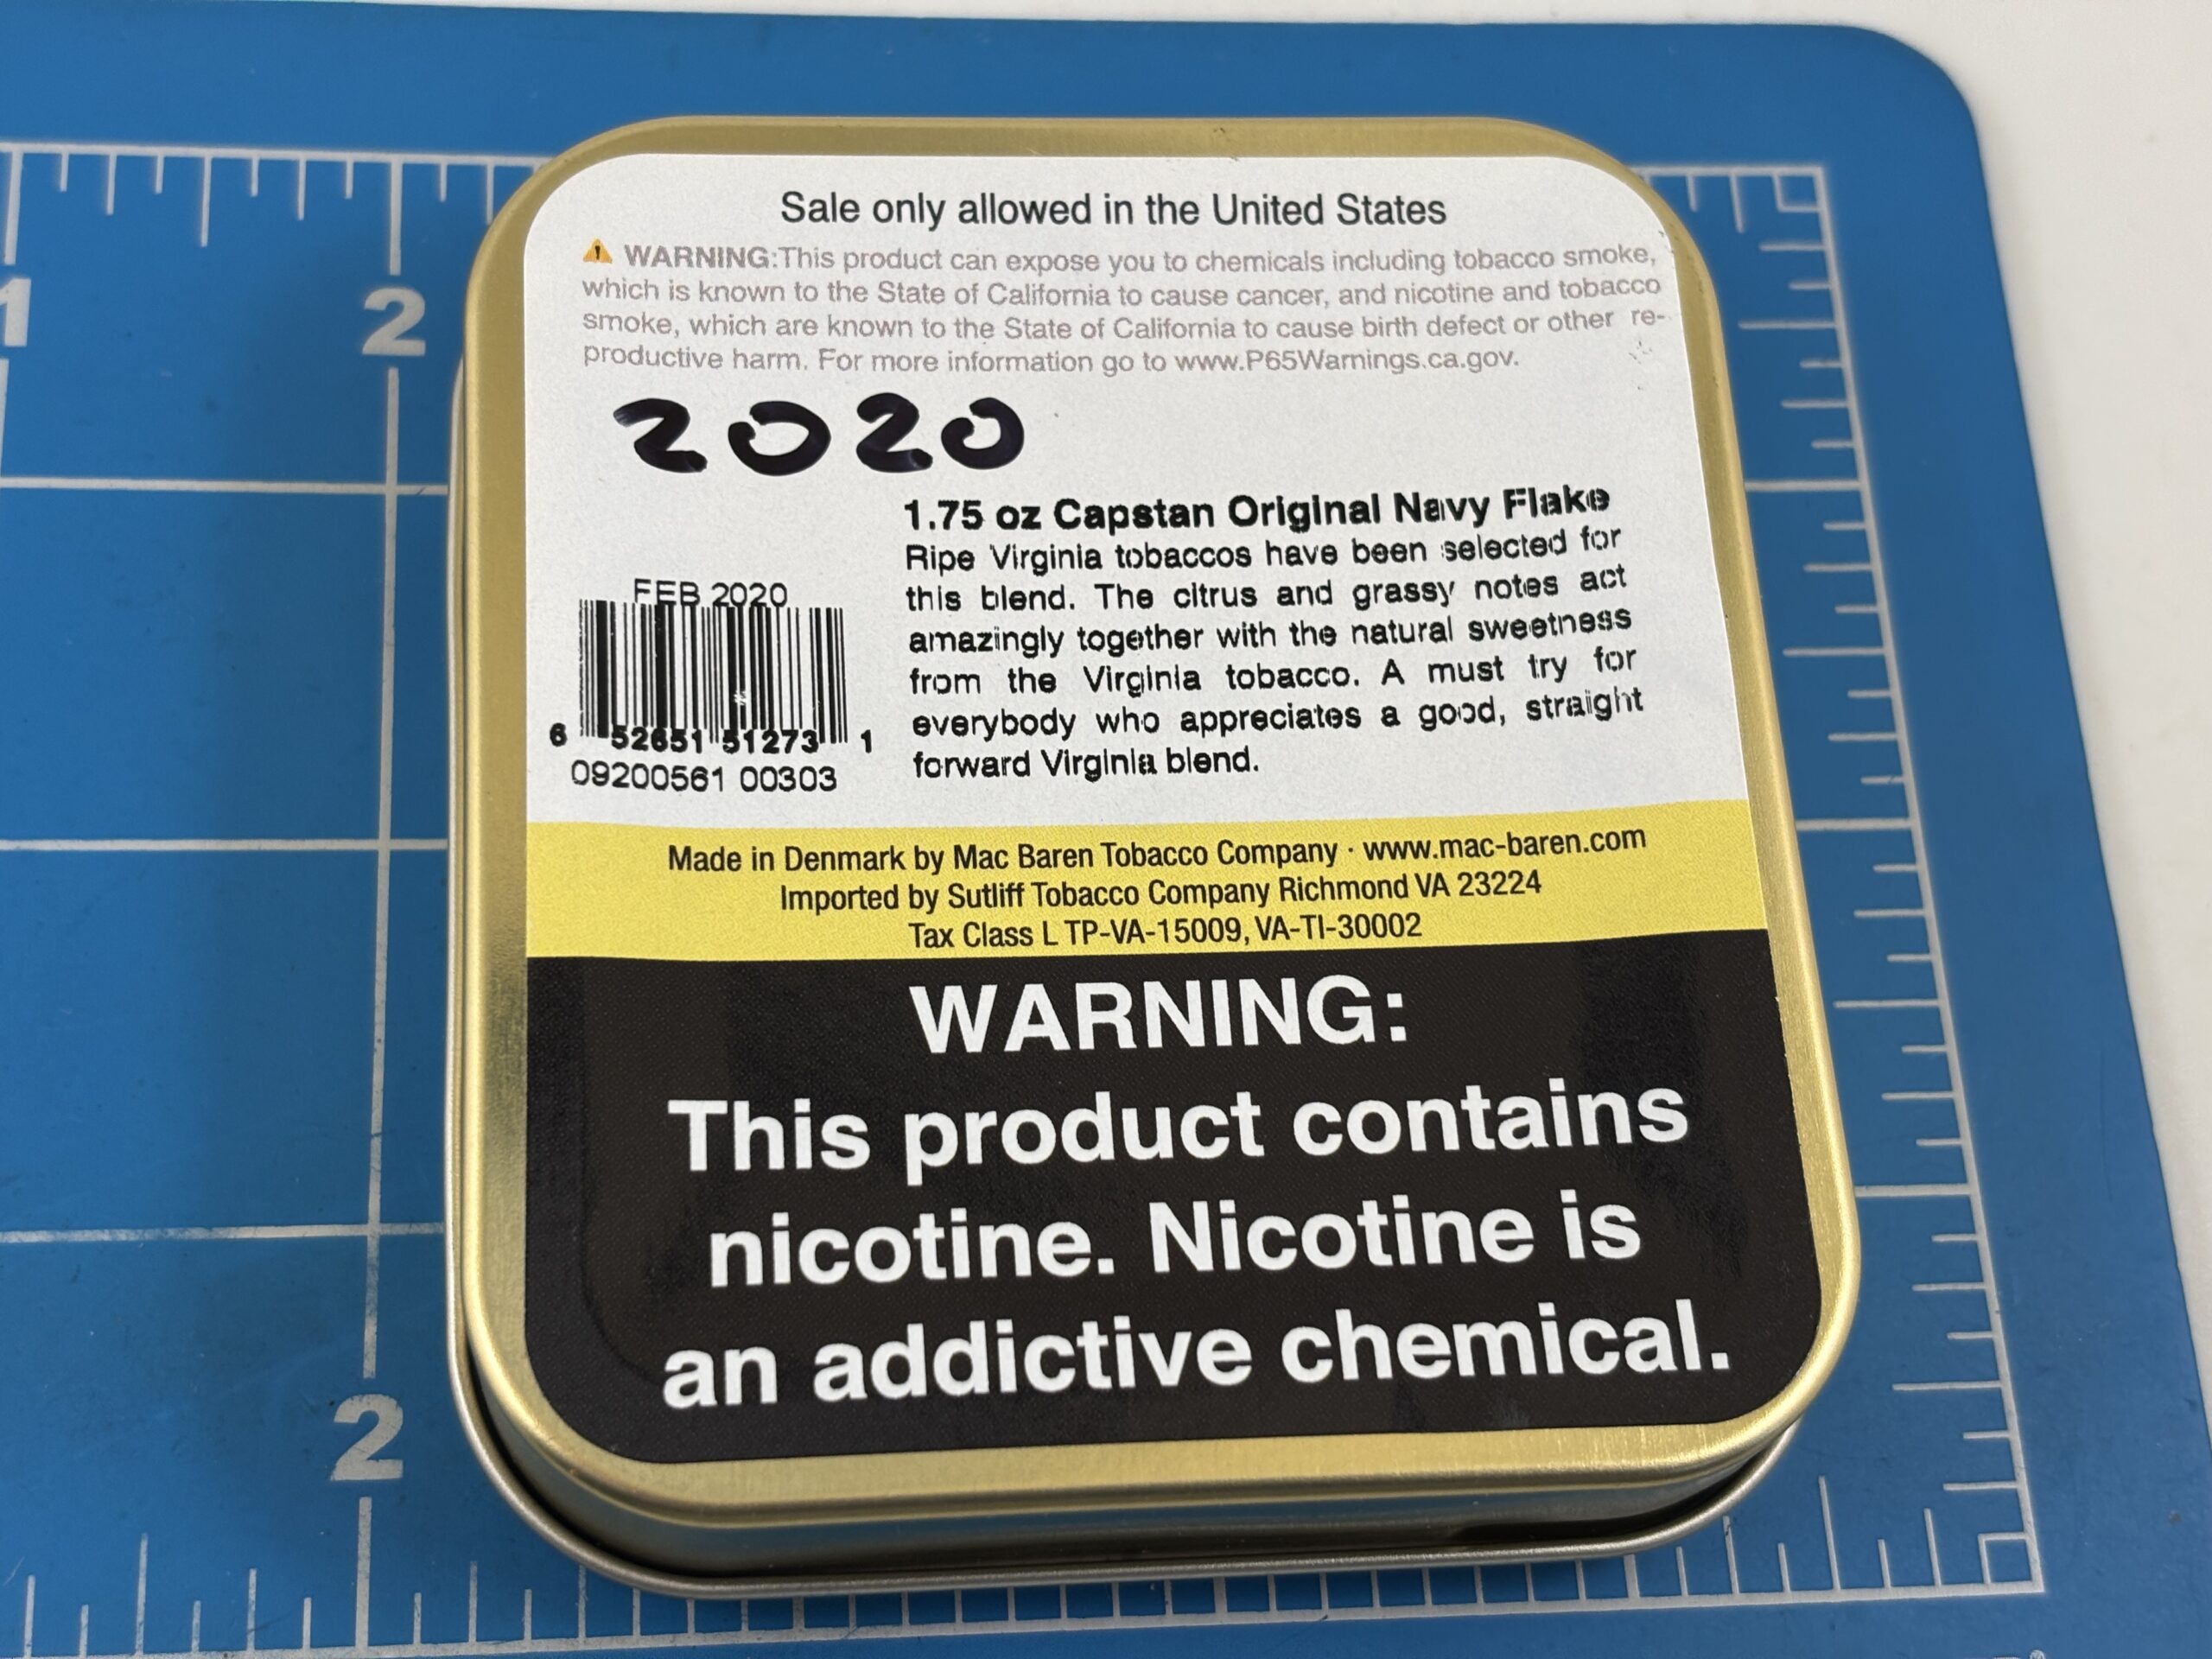 Sale only allowed in the United States
WARNING:This product can expose you to chemicals including tobacco smoke,
which is known to the State of California to cause cancer, and nicotine and tobacco
smoke, which are known to the State of California to cause birth defect or other re-
productive harm. For more information go to www.P65Warnings.ca.gov.
2020
1.75 oz Capstan Original Navy Flake
Ripe Virginia tobaccos have been selected for
this blend. The citrus and grassy notes act
amazingly together with the natural sweetness
from the Virginia tobacco. A must try for
everybody who appreciates a good, straight
forward Virginia blend.
FEB 2020
6 52651 51273 1
09200561 00303
Made in Denmark by Mac Baren Tobacco Company · www.mac-baren.com
Imported by Sutliff Tobacco Company Richmond VA 23224
Tax Class L TP-VA-15009, VA-TI-30002
WARNING:
This product contains
nicotine. Nicotine is
an addictive chemical.
1
2
2